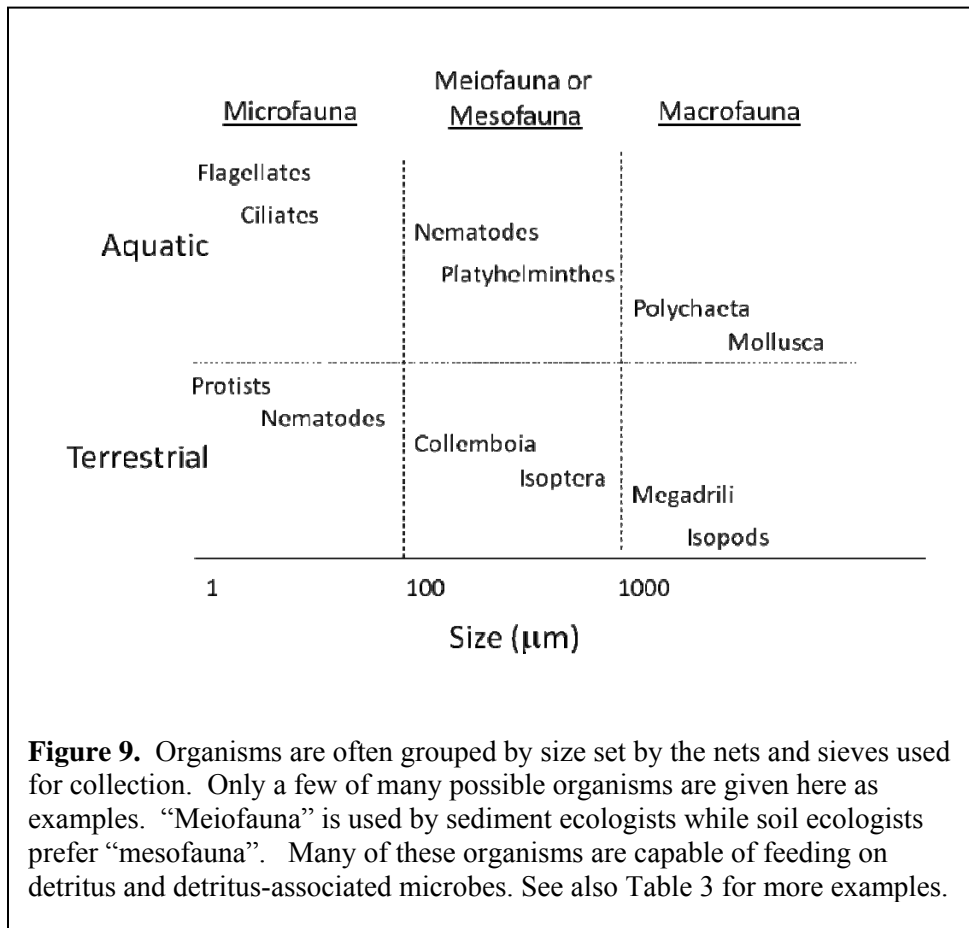 Meiofauna or
Microfauna Mesofauna Macrofauna
Flagellates
Ciliates
Aquatic
Nematodes
Platyhelminthes
Polychaeta
Mollusca
Protists
Nematodes
Terrestrial
Collemboia
Isoptera
Megadrili
Isopods
1 100 1000
Size (μm)
Figure 9. Organisms are often grouped by size set by the nets and sieves used
for collection. Only a few of many possible organisms are given here as
examples. “Meiofauna” is used by sediment ecologists while soil ecologists
prefer “mesofauna”. Many of these organisms are capable of feeding on
detritus and detritus-associated microbes. See also Table 3 for more examples.